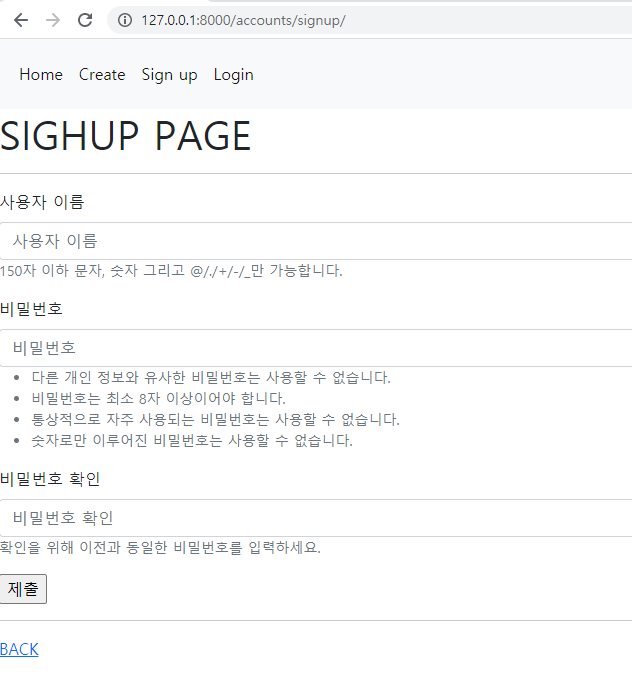 127.0.0.1:8000/accounts/signup/
Home Create Sign up Login
SIGHUP PAGE
사용자 이름
사용자 이름
150자 이하 문자, 숫자 그리고 @/./+/-/_만 가능합니다.
비밀번호
비밀번호
• 다른 개인 정보와 유사한 비밀번호는 사용할 수 없습니다.
• 비밀번호는 최소 8자 이상이어야 합니다.
• 통상적으로 자주 사용되는 비밀번호는 사용할 수 없습니다.
• 숫자로만 이루어진 비밀번호는 사용할 수 없습니다.
비밀번호 확인
비밀번호 확인
확인을 위해 이전과 동일한 비밀번호를 입력하세요.
제출
BACK